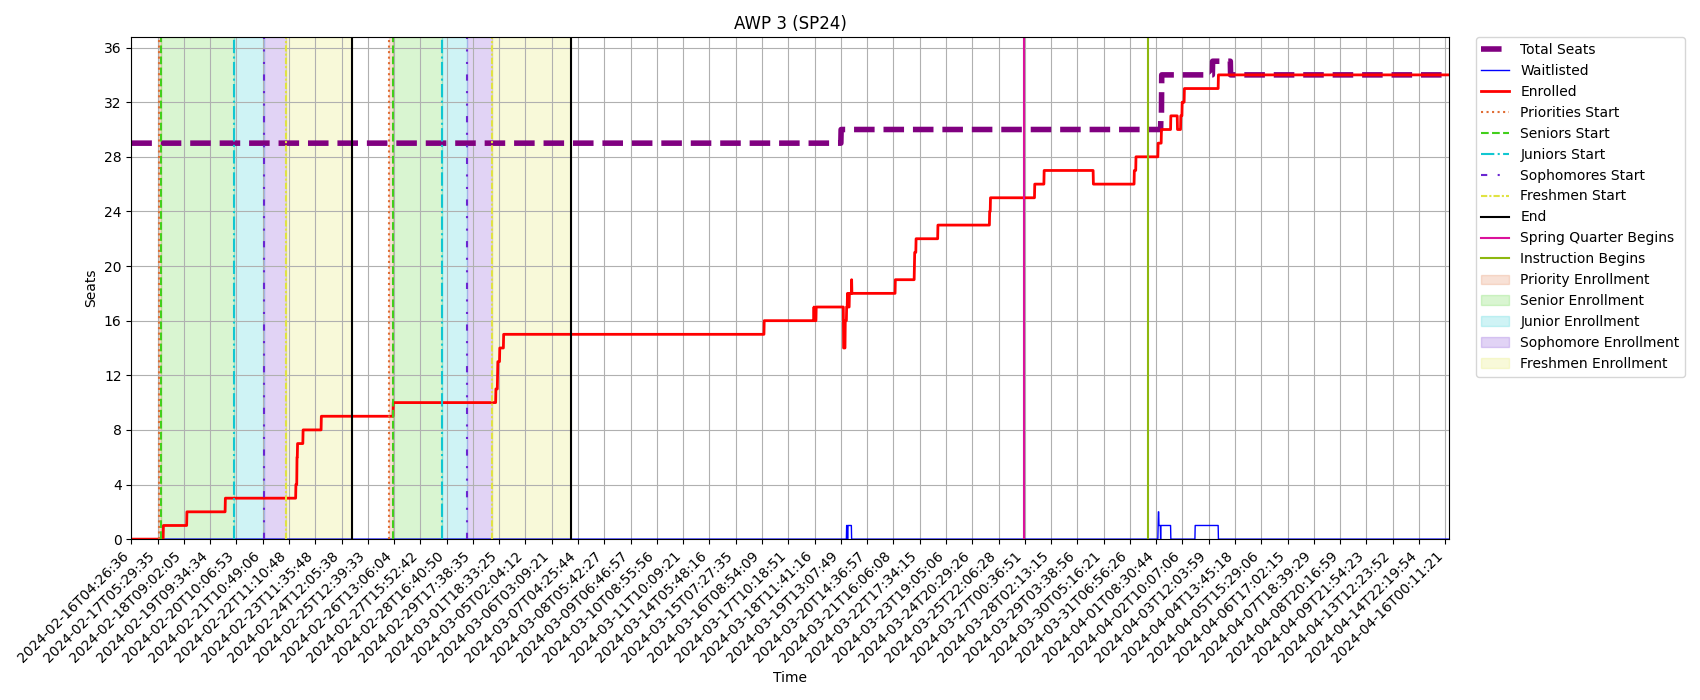 AWP 3 (SP24)
Seats
36
32
28
24
20
16
12
8
4
0
2024-02-16T04:26:36
2024-02-17T05:29:35
2024-02-18T09:02:05
2024-02-19T09:34:34
2024-02-20T10:06:53
2024-02-21T10:49:06
2024-02-22T11:10:48
2024-02-23T11:35:48
2024-02-24T12:05:38
2024-02-25T12:39:33
2024-02-26T13:06:04
2024-02-27T15:52:42
2024-02-28T16:40:50
2024-02-29T17:38:35
2024-03-01T18:33:25
2024-03-05T02:04:12
2024-03-06T03:09:21
2024-03-07T04:25:44
2024-03-08T05:42:27
2024-03-09T06:46:57
2024-03-10T08:55:56
2024-03-11T10:09:21
2024-03-14T05:48:16
2024-03-15T07:27:35
2024-03-16T08:54:09
2024-03-17T10:18:51
2024-03-18T11:41:16
2024-03-19T13:07:49
2024-03-20T14:36:57
2024-03-21T16:06:08
2024-03-22T17:34:15
2024-03-23T19:05:06
2024-03-24T20:29:26
2024-03-25T22:06:28
2024-03-27T00:36:51
2024-03-28T02:13:15
2024-03-29T03:38:56
2024-03-30T05:16:21
2024-03-31T06:56:26
2024-04-01T08:30:44
2024-04-02T10:07:06
2024-04-03T12:03:59
2024-04-04T13:45:18
2024-04-05T15:29:06
2024-04-06T17:02:15
2024-04-07T18:39:29
2024-04-08T20:16:59
2024-04-09T21:54:23
2024-04-13T12:23:52
2024-04-14T22:19:54
2024-04-16T00:11:21
Time
Total Seats
Waitlisted
Enrolled
Priorities Start
Seniors Start
Juniors Start
Sophomores Start
Freshmen Start
End
Spring Quarter Begins
Instruction Begins
Priority Enrollment
Senior Enrollment
Junior Enrollment
Sophomore Enrollment
Freshmen Enrollment